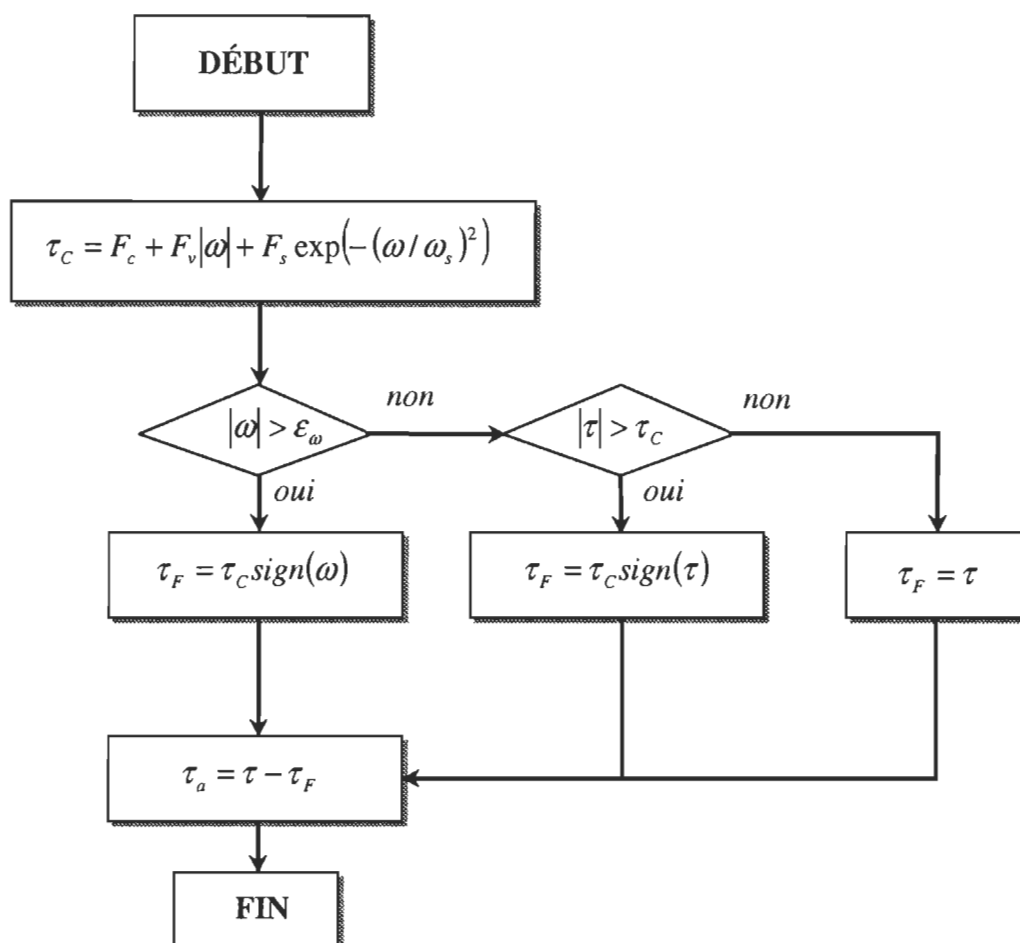 DÉBUT
τ_C = F_c + F_v|ω| + F_s exp(-(ω/ω_s)²)
|ω| > ε_ω
non
|τ| > τ_C
non
oui
oui
τ_F = τ_C sign(ω)
τ_F = τ_C sign(τ)
τ_F = τ
τ_a = τ - τ_F
FIN